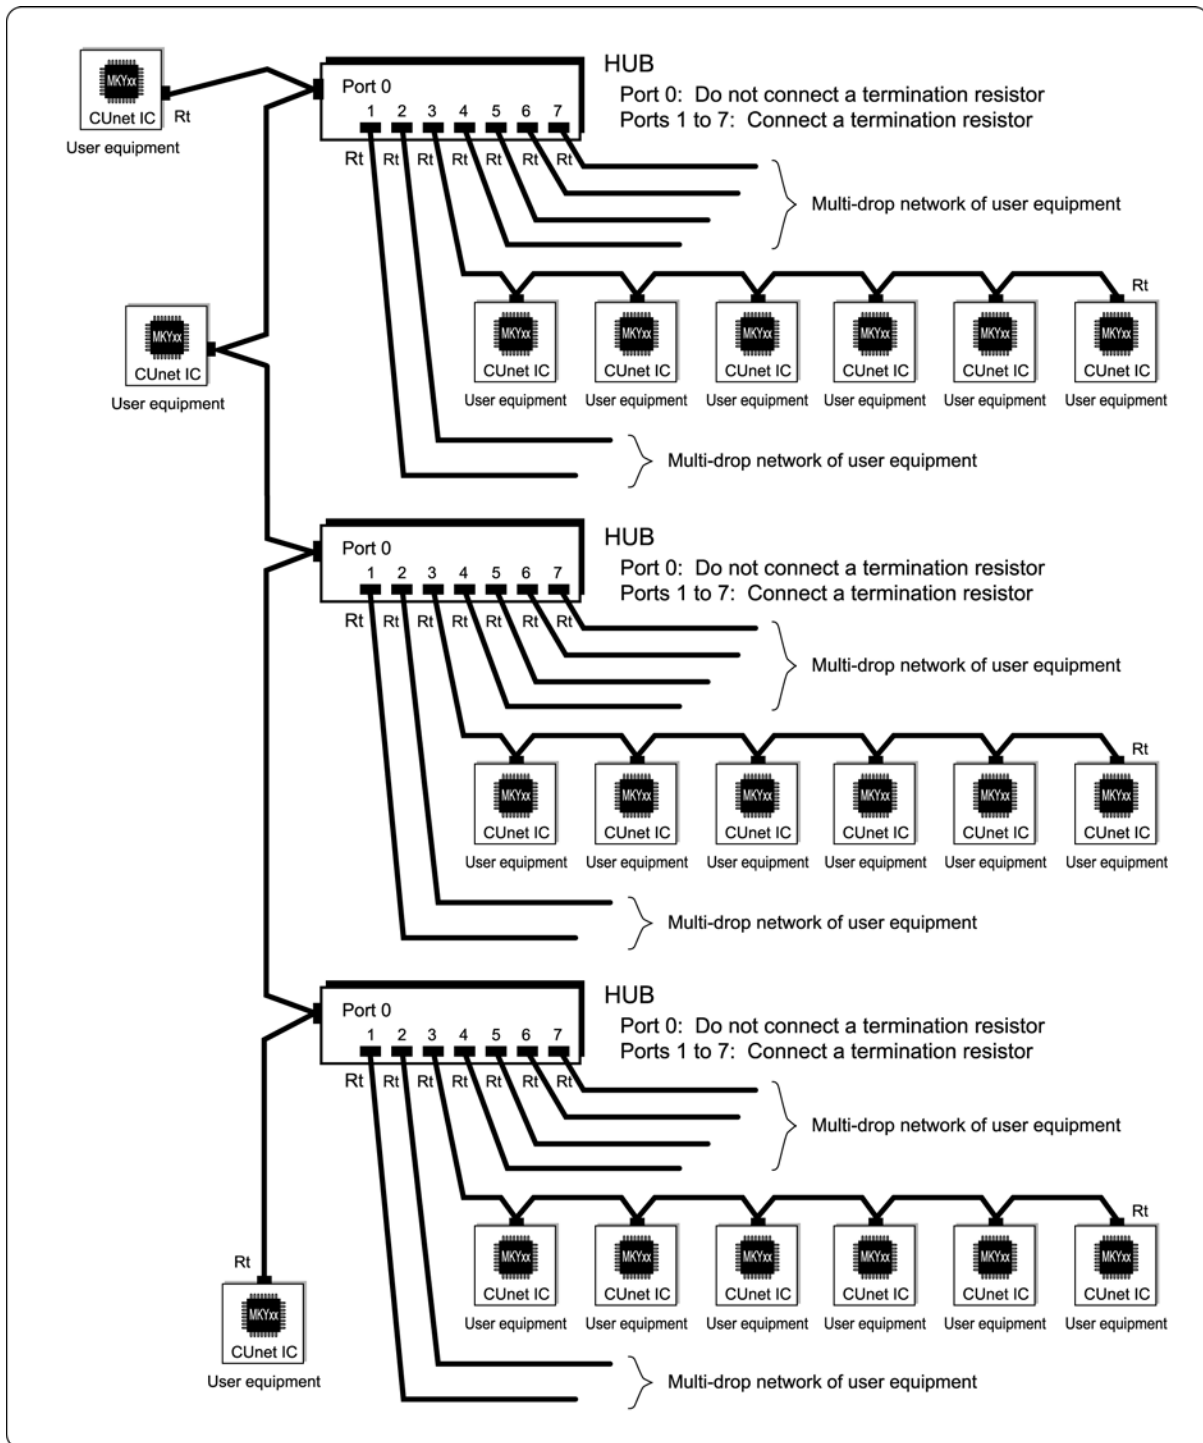 MKYxx
CUnet IC
Rt
User equipment
Port 0
1 2 3 4 5 6 7
Rt Rt Rt Rt Rt Rt Rt
HUB
Port 0: Do not connect a termination resistor
Ports 1 to 7: Connect a termination resistor
Multi-drop network of user equipment
Rt
MKYxx MKYxx MKYxx MKYxx MKYxx MKYxx
CUnet IC CUnet IC CUnet IC CUnet IC CUnet IC CUnet IC
User equipment User equipment User equipment User equipment User equipment User equipment
MKYxx
CUnet IC
User equipment
Multi-drop network of user equipment
Port 0
1 2 3 4 5 6 7
Rt Rt Rt Rt Rt Rt Rt
HUB
Port 0: Do not connect a termination resistor
Ports 1 to 7: Connect a termination resistor
Multi-drop network of user equipment
Rt
MKYxx MKYxx MKYxx MKYxx MKYxx MKYxx
CUnet IC CUnet IC CUnet IC CUnet IC CUnet IC CUnet IC
User equipment User equipment User equipment User equipment User equipment User equipment
Multi-drop network of user equipment
Port 0
1 2 3 4 5 6 7
Rt Rt Rt Rt Rt Rt Rt
HUB
Port 0: Do not connect a termination resistor
Ports 1 to 7: Connect a termination resistor
Multi-drop network of user equipment
Rt
MKYxx MKYxx MKYxx MKYxx MKYxx MKYxx
CUnet IC CUnet IC CUnet IC CUnet IC CUnet IC CUnet IC
User equipment User equipment User equipment User equipment User equipment User equipment
Rt
MKYxx
CUnet IC
User equipment
Multi-drop network of user equipment